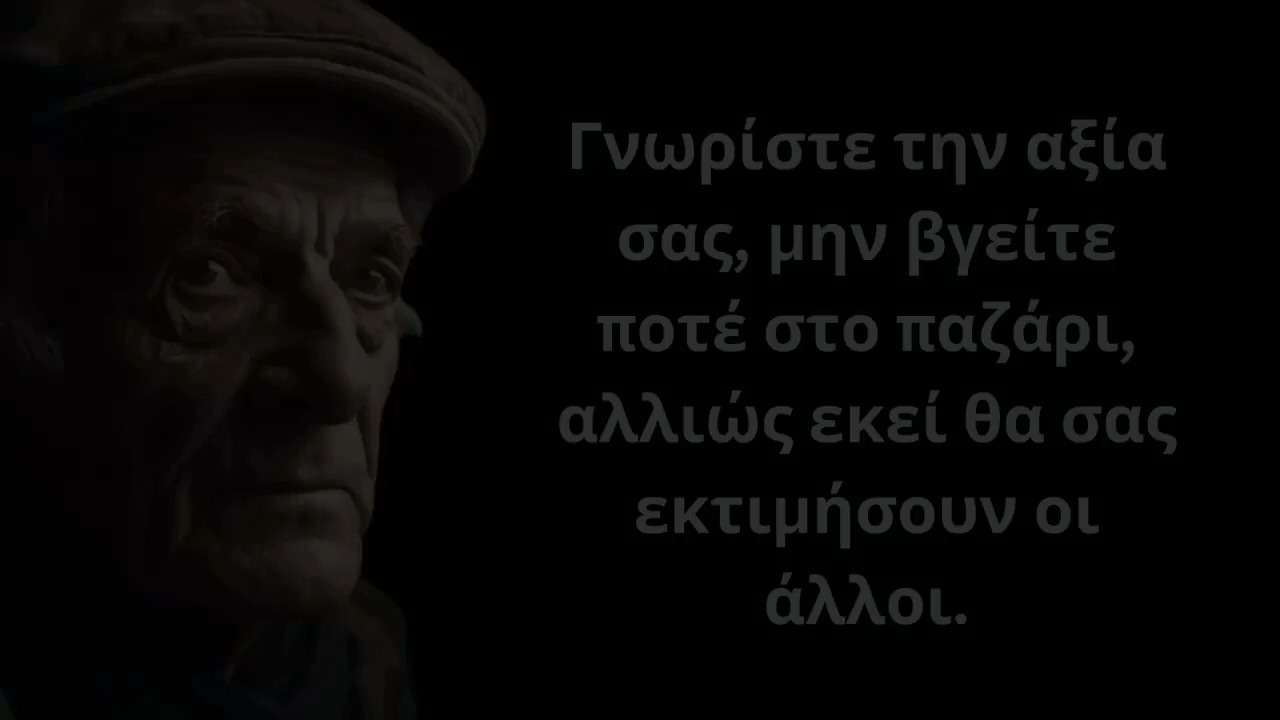 Γνωρίστε την αξία
σας, μην βγείτε
ποτέ στο παζάρι,
αλλιώς εκεί θα σας
εκτιμήσουν οι
άλλοι.